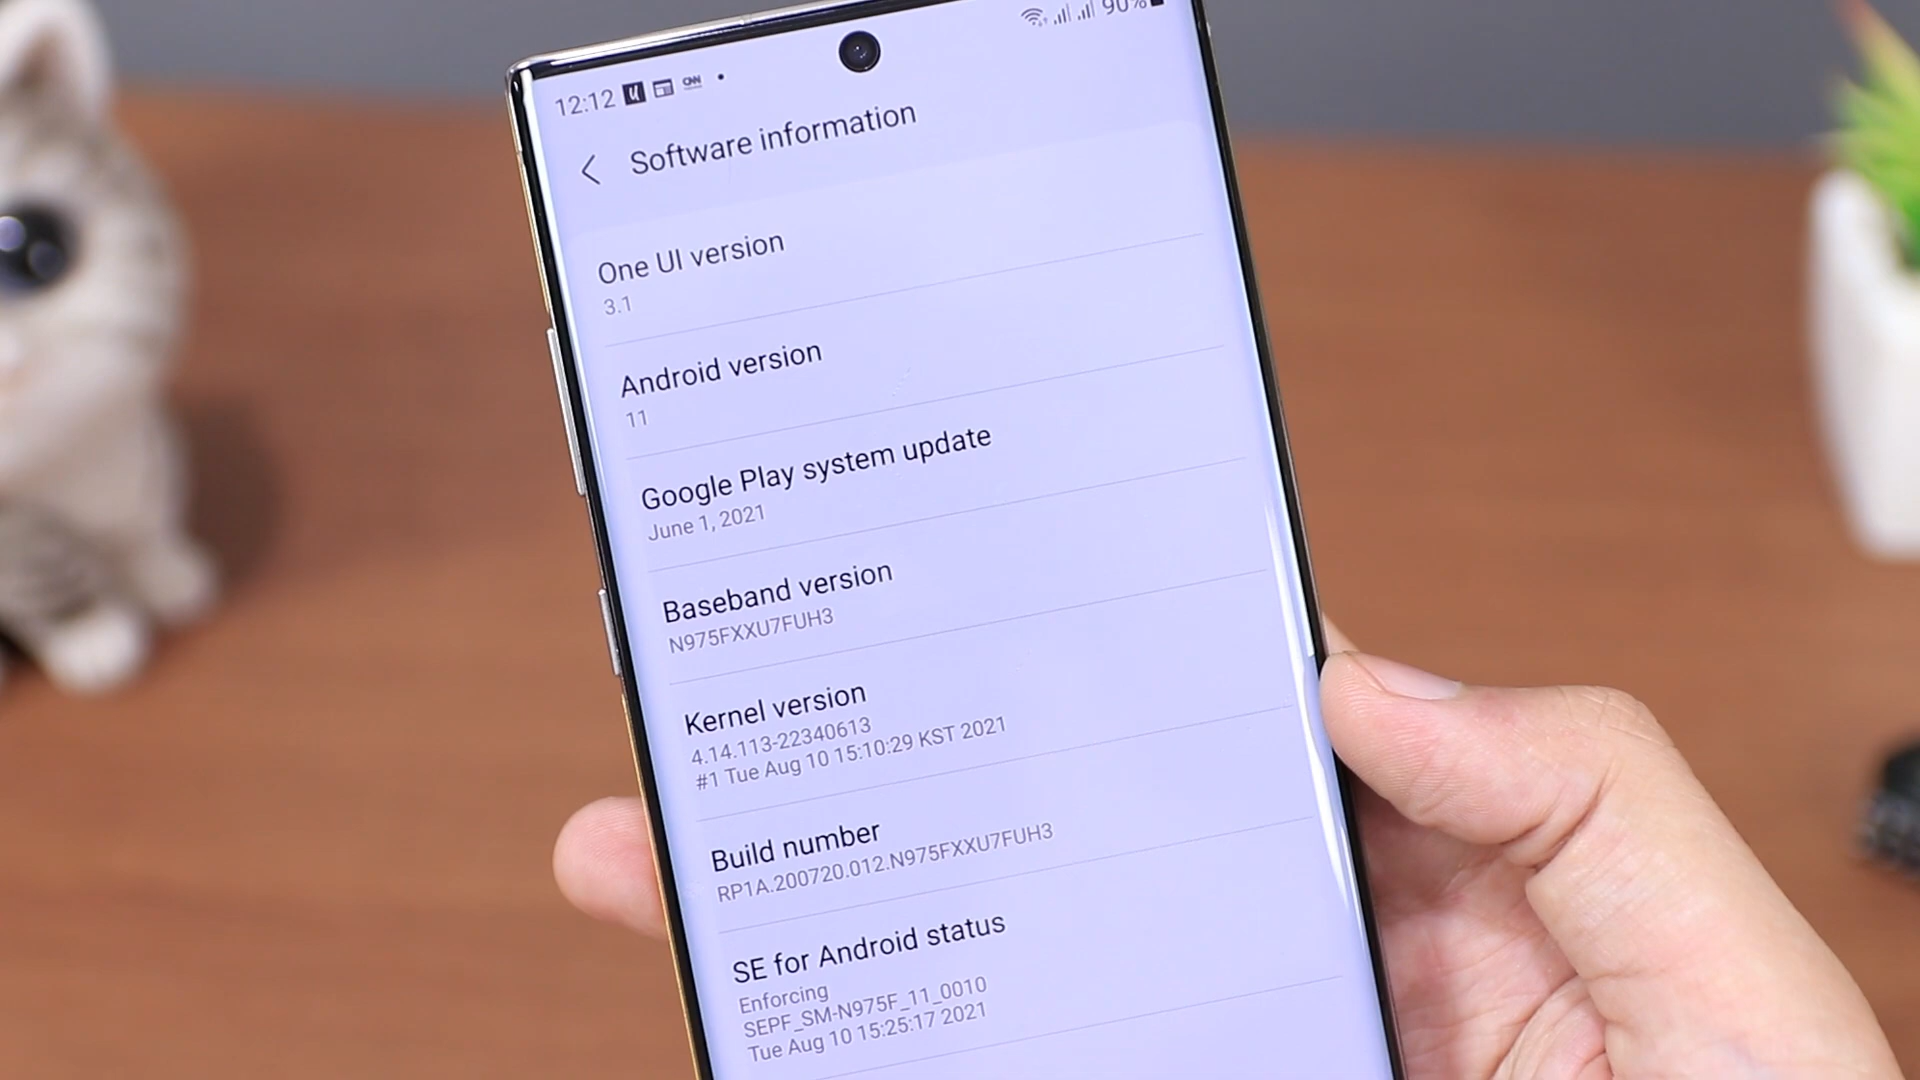 12:12 CNN 90%
Software information
One UI version
3.1
Android version
11
Google Play system update
June 1, 2021
Baseband version
N975FXXU7FUH3
Kernel version
4.14.113-22340613
#1 Tue Aug 10 15:10:29 KST 2021
Build number
RP1A.200720.012.N975FXXU7FUH3
SE for Android status
Enforcing
SEPF_SM-N975F_11_0010
Tue Aug 10 15:25:17 2021